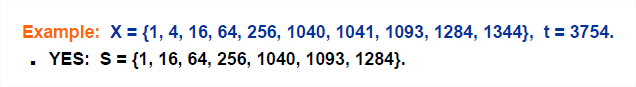 Example: X = {1, 4, 16, 64, 256, 1040, 1041, 1093, 1284, 1344}, t = 3754.
▪ YES: S = {1, 16, 64, 256, 1040, 1093, 1284}.